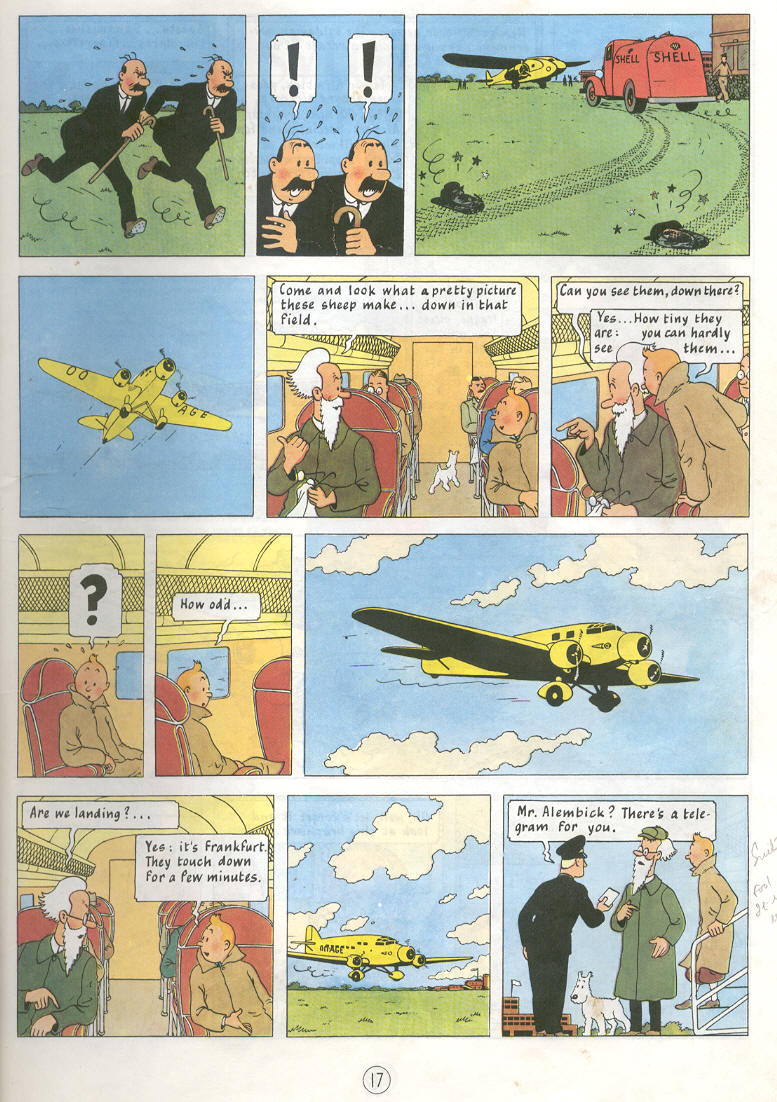 !
!
SHELL
SHELL
OO
AGE
Come and look what a pretty picture
these sheep make... down in that
field.
Can you see them, down there?
Yes...How tiny they
are: you can hardly
see them...
?
How odd...
Are we landing?...
Yes: it's Frankfurt.
They touch down
for a few minutes.
Mr. Alembick? There's a tele-
gram for you.
17